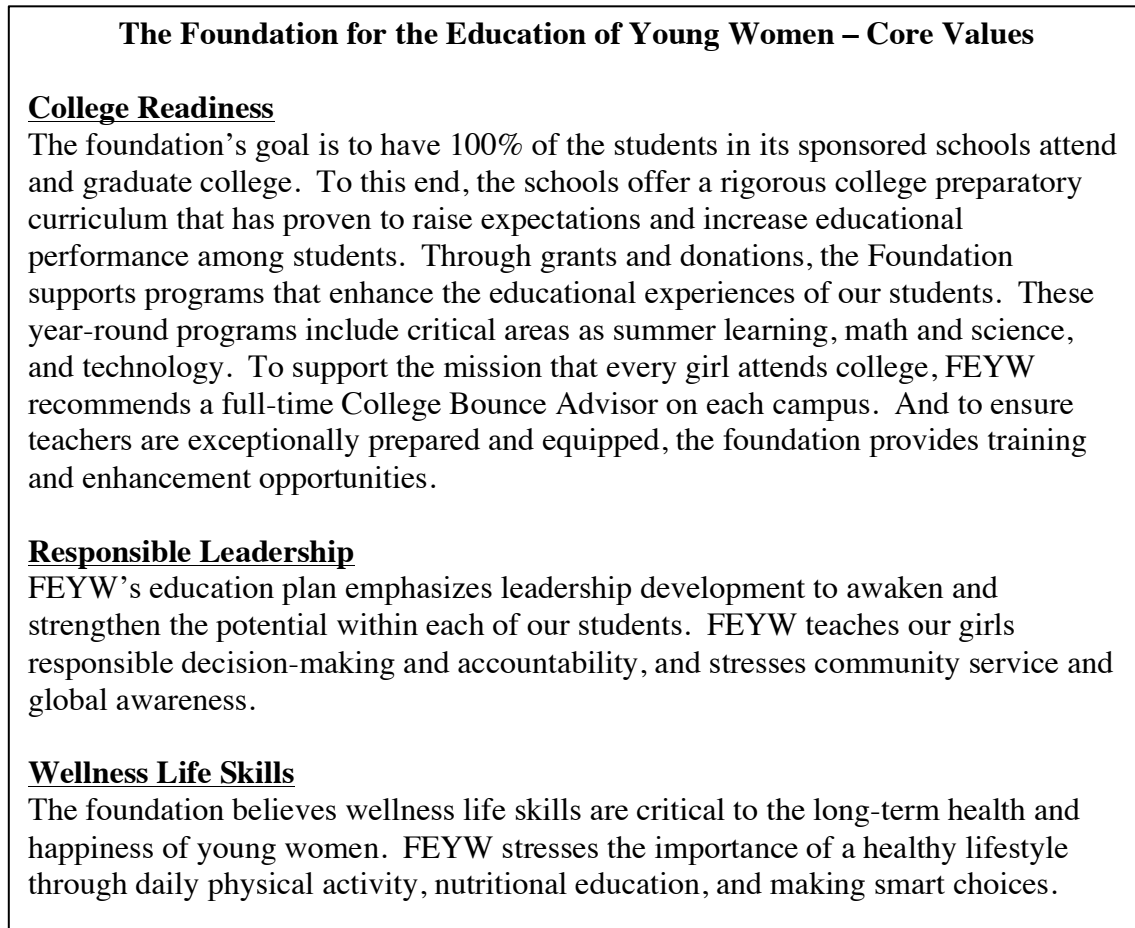 The Foundation for the Education of Young Women – Core Values
College Readiness
The foundation’s goal is to have 100% of the students in its sponsored schools attend
and graduate college.  To this end, the schools offer a rigorous college preparatory
curriculum that has proven to raise expectations and increase educational
performance among students.  Through grants and donations, the Foundation
supports programs that enhance the educational experiences of our students.  These
year-round programs include critical areas as summer learning, math and science,
and technology.  To support the mission that every girl attends college, FEYW
recommends a full-time College Bounce Advisor on each campus.  And to ensure
teachers are exceptionally prepared and equipped, the foundation provides training
and enhancement opportunities.
Responsible Leadership
FEYW’s education plan emphasizes leadership development to awaken and
strengthen the potential within each of our students.  FEYW teaches our girls
responsible decision-making and accountability, and stresses community service and
global awareness.
Wellness Life Skills
The foundation believes wellness life skills are critical to the long-term health and
happiness of young women.  FEYW stresses the importance of a healthy lifestyle
through daily physical activity, nutritional education, and making smart choices.